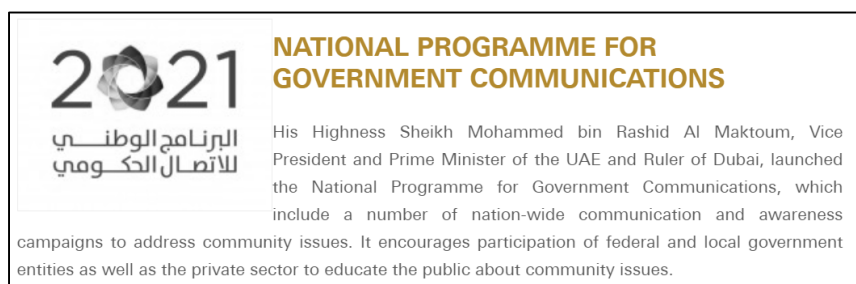 2021
البرنامج الوطنــــي
للاتصـال الحكــومي
NATIONAL PROGRAMME FOR
GOVERNMENT COMMUNICATIONS
His Highness Sheikh Mohammed bin Rashid Al Maktoum, Vice
President and Prime Minister of the UAE and Ruler of Dubai, launched
the National Programme for Government Communications, which
include a number of nation-wide communication and awareness
campaigns to address community issues. It encourages participation of federal and local government
entities as well as the private sector to educate the public about community issues.